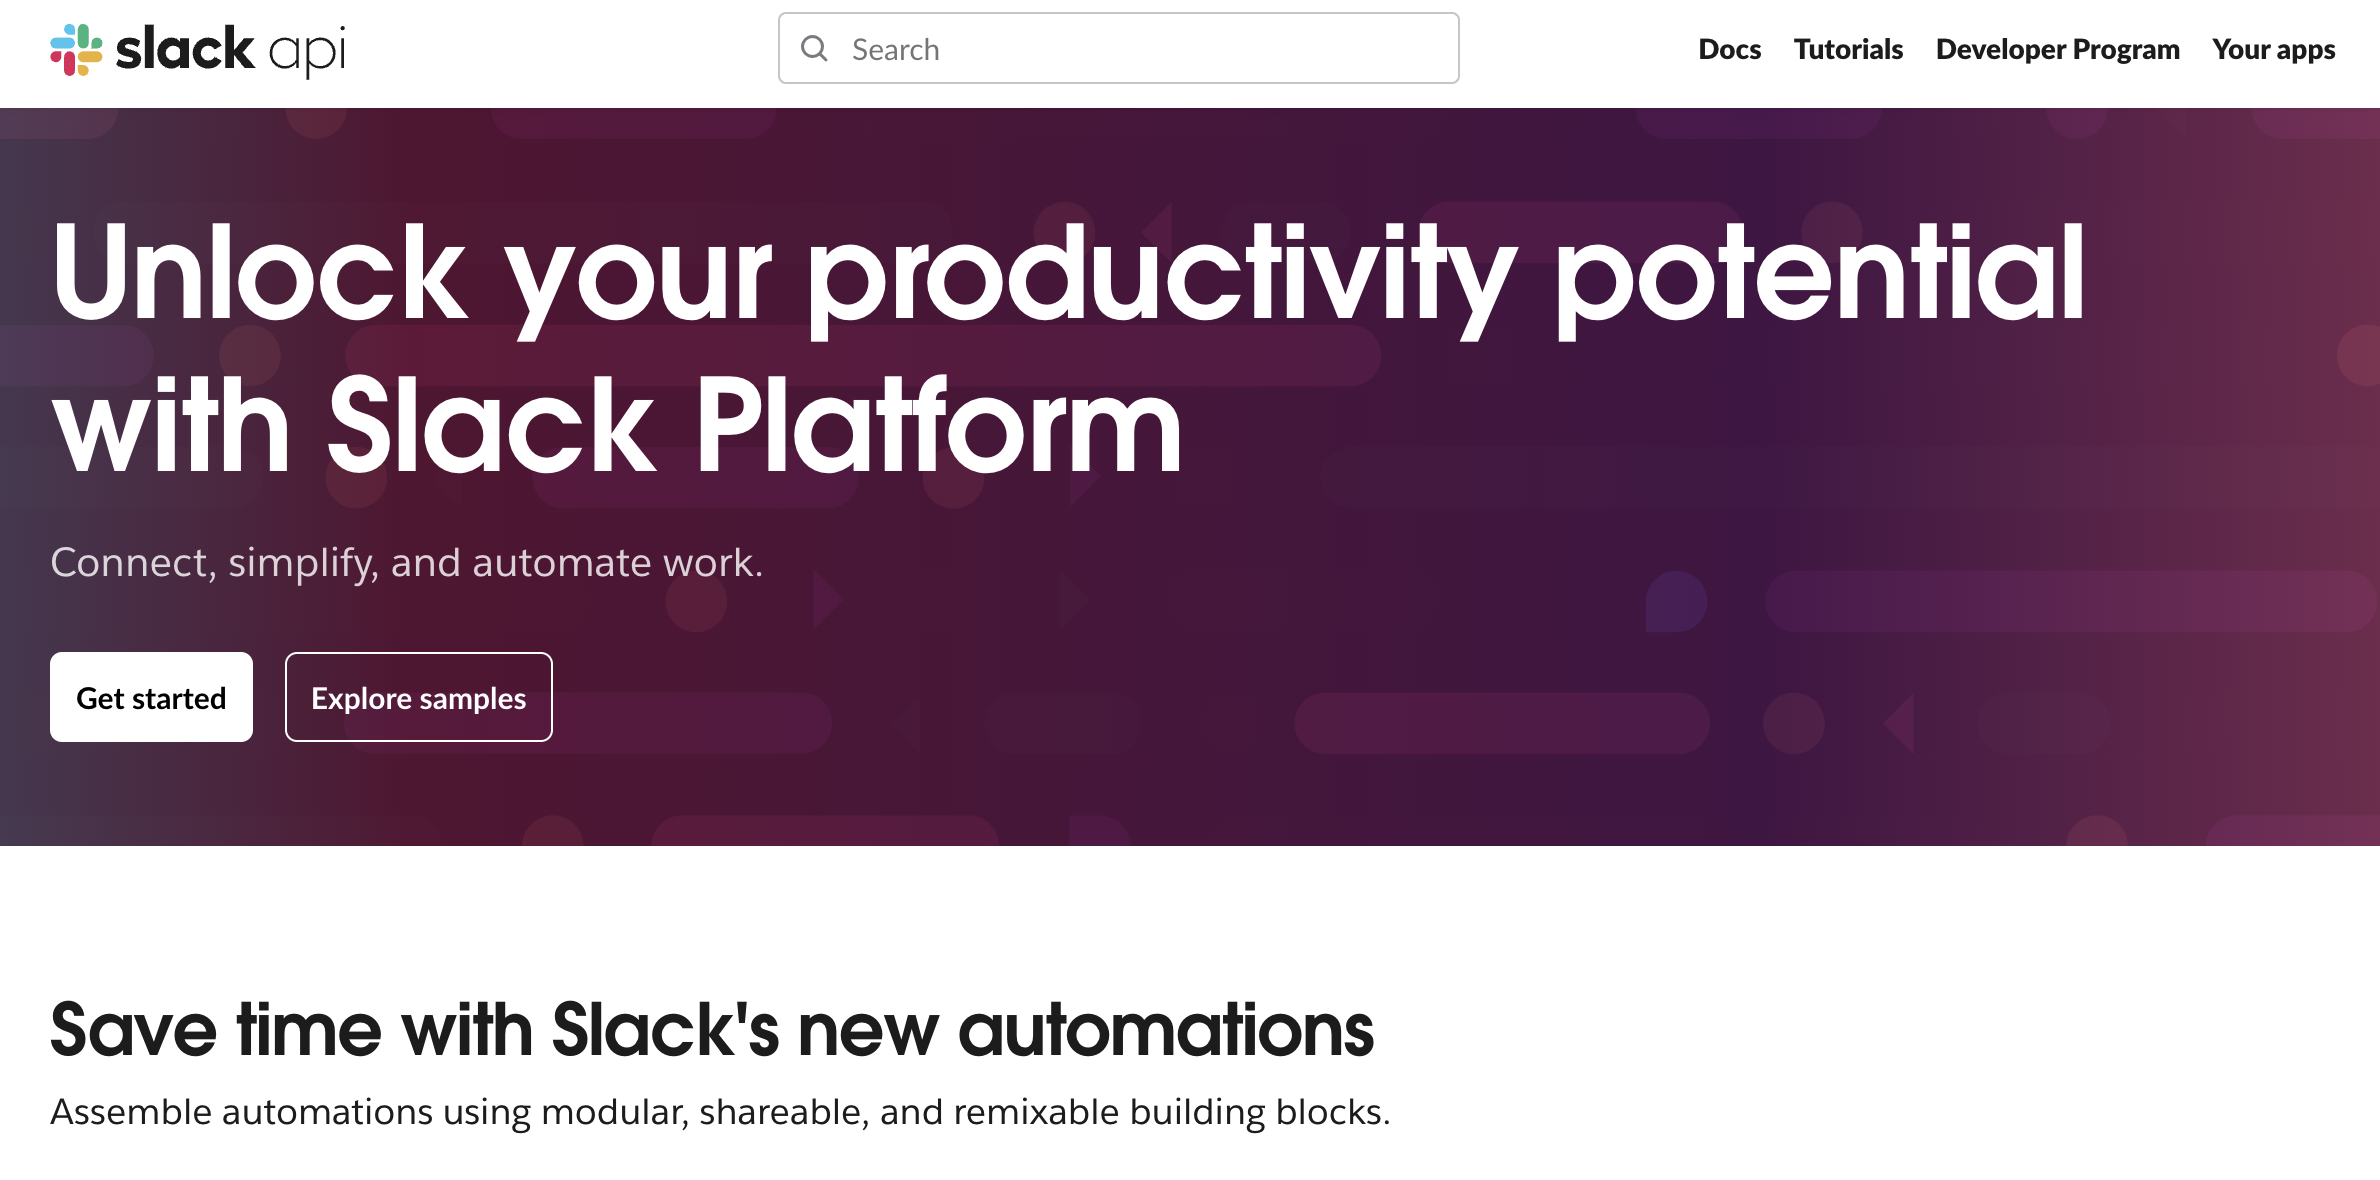 slack api
Search
Docs
Tutorials
Developer Program
Your apps
Unlock your productivity potential
with Slack Platform
Connect, simplify, and automate work.
Get started
Explore samples
Save time with Slack's new automations
Assemble automations using modular, shareable, and remixable building blocks.